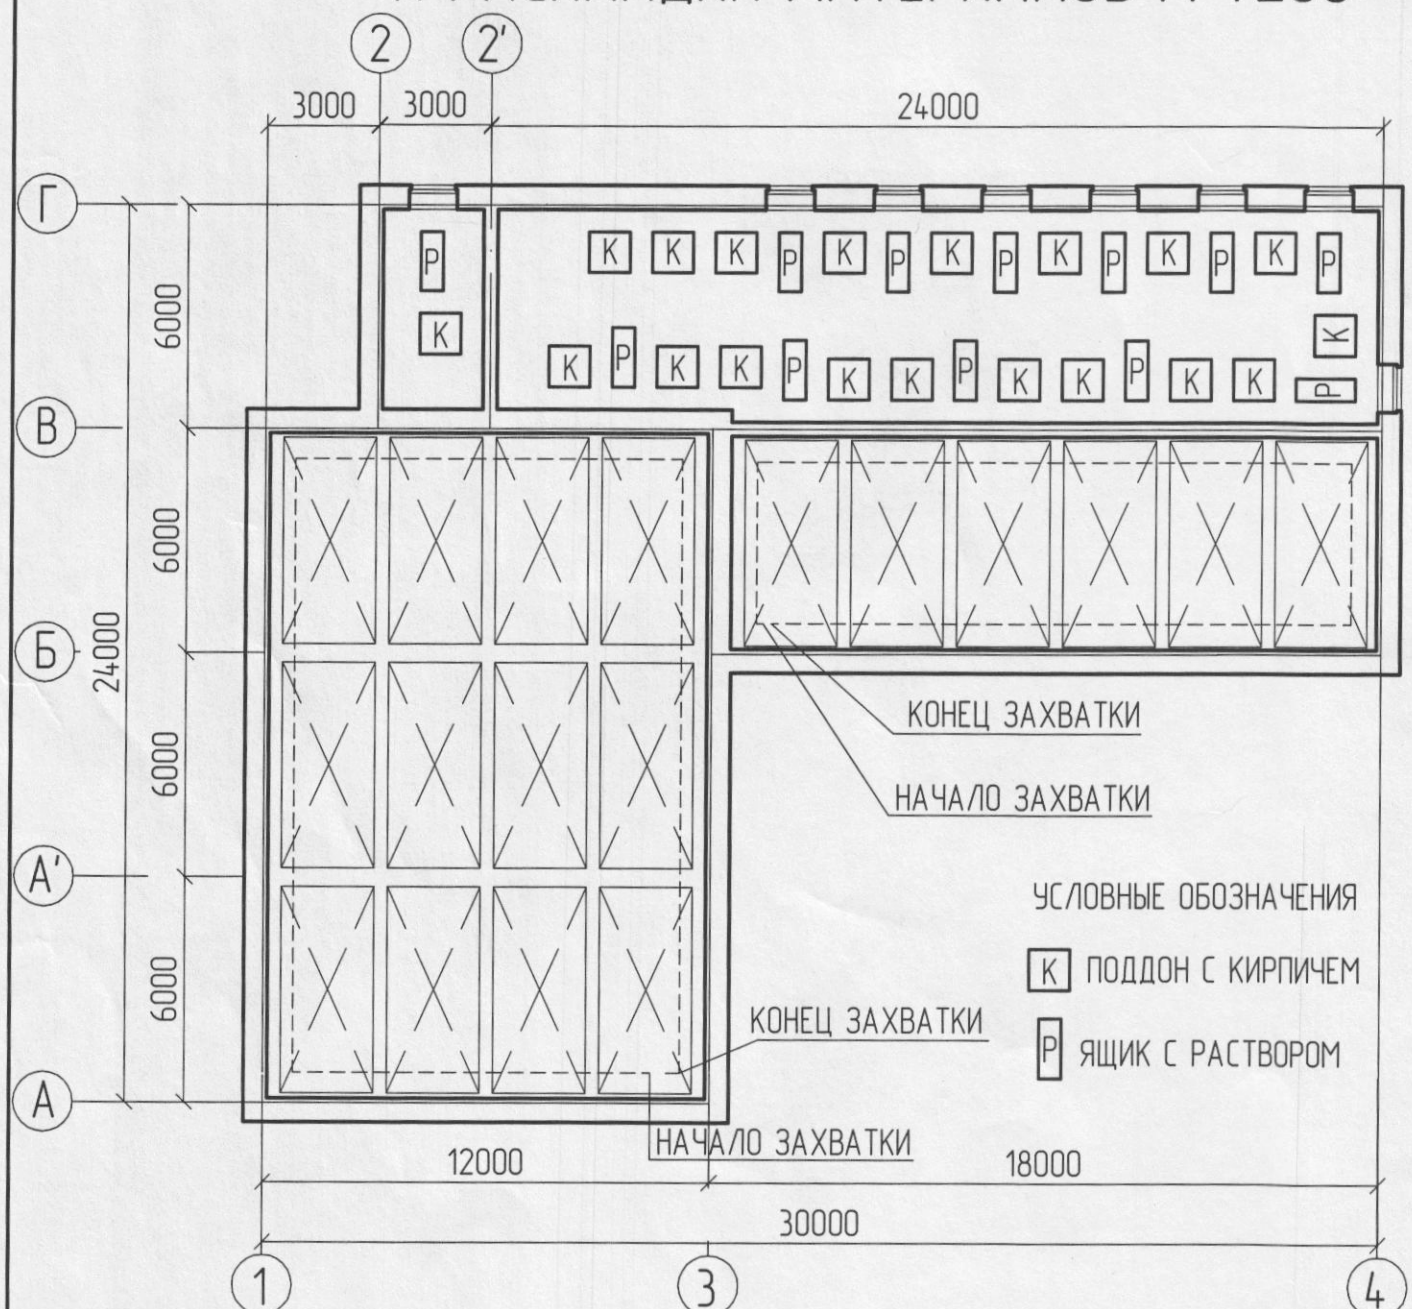 2 2'
3000 3000 24000
Г
Р К К К Р К Р К Р К Р К Р К Р
6000
К К
К Р К К Р К К Р К К Р К К Р
В
6000
Б
24000
КОНЕЦ ЗАХВАТКИ
6000
НАЧАЛО ЗАХВАТКИ
А'
УСЛОВНЫЕ ОБОЗНАЧЕНИЯ
К ПОДДОН С КИРПИЧЕМ
6000
КОНЕЦ ЗАХВАТКИ
Р ЯЩИК С РАСТВОРОМ
А
НАЧАЛО ЗАХВАТКИ
12000 18000
30000
1 3 4